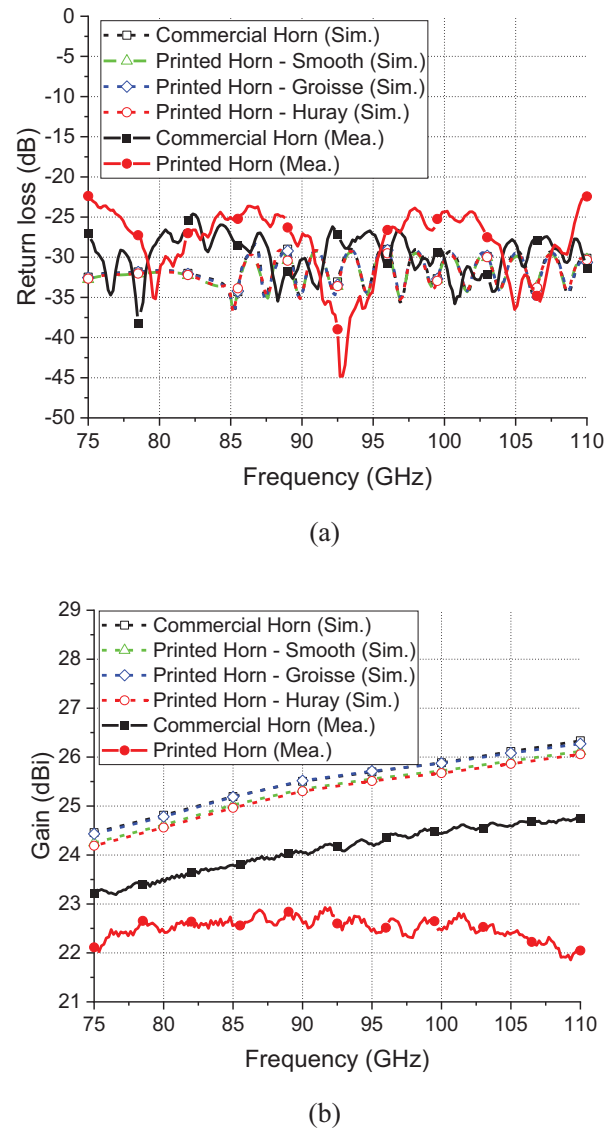 0
-5
-10
-15
-20
-25
-30
-35
-40
-45
-50
Return loss (dB)
Commercial Horn (Sim.)
Printed Horn - Smooth (Sim.)
Printed Horn - Groisse (Sim.)
Printed Horn - Huray (Sim.)
Commercial Horn (Mea.)
Printed Horn (Mea.)
75 80 85 90 95 100 105 110
Frequency (GHz)
(a)
29
28
27
26
25
24
23
22
21
Gain (dBi)
Commercial Horn (Sim.)
Printed Horn - Smooth (Sim.)
Printed Horn - Groisse (Sim.)
Printed Horn - Huray (Sim.)
Commercial Horn (Mea.)
Printed Horn (Mea.)
75 80 85 90 95 100 105 110
Frequency (GHz)
(b)